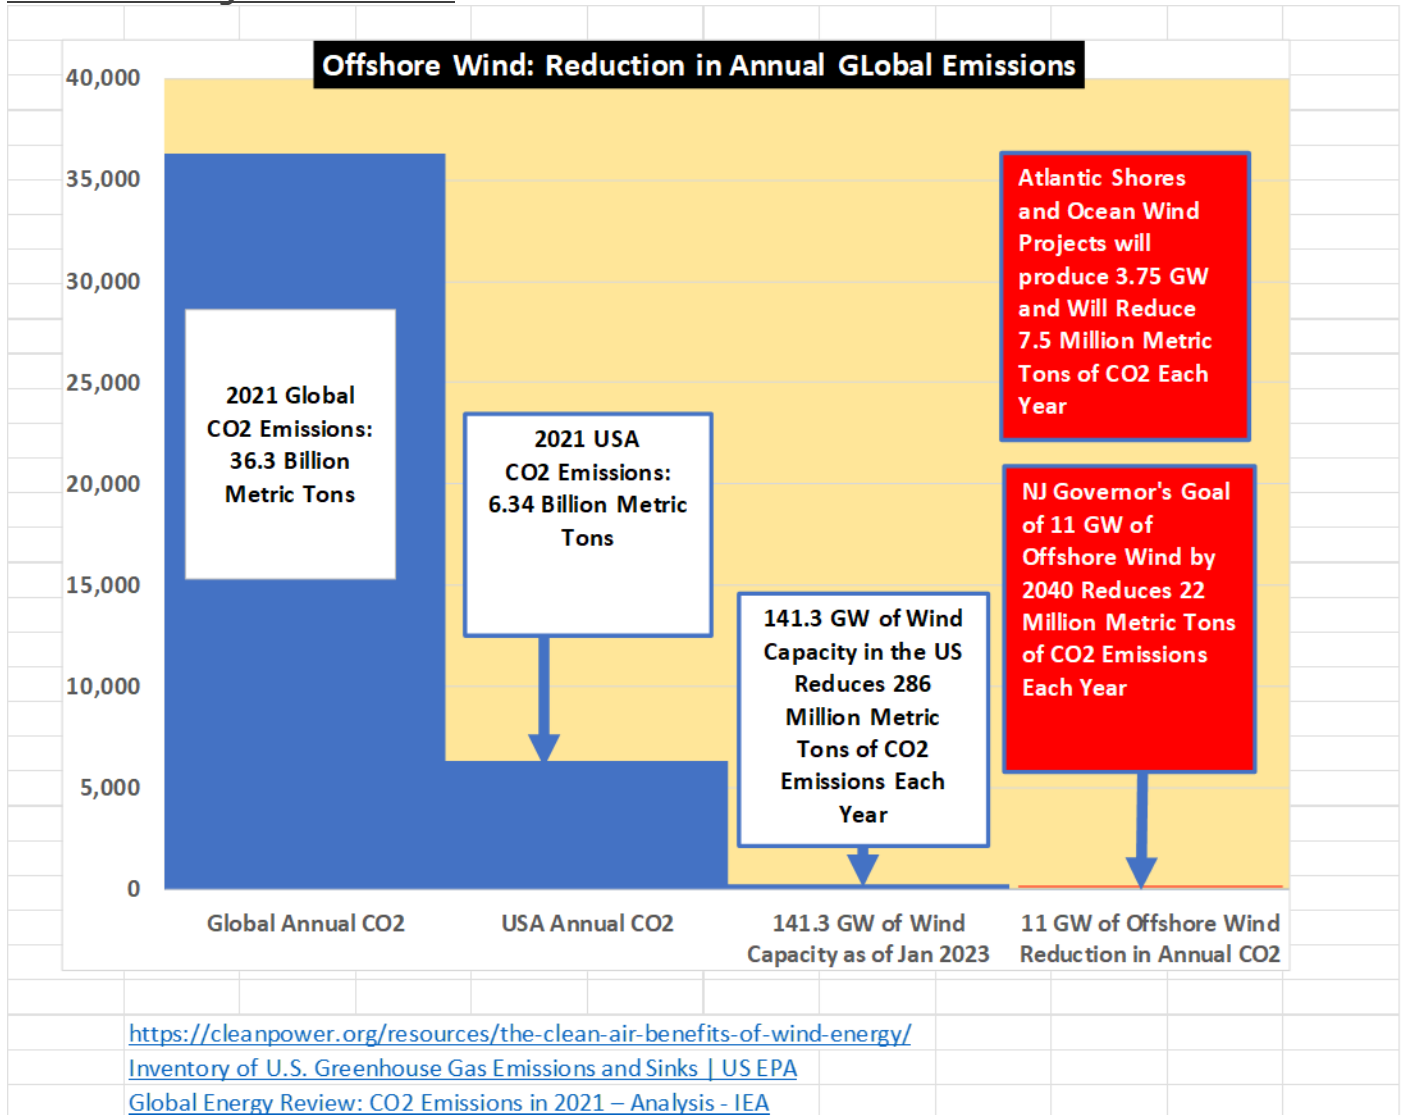 Offshore Wind: Reduction in Annual GLobal Emissions
40,000
35,000
30,000
25,000
20,000
15,000
10,000
5,000
0
2021 Global
CO2 Emissions:
36.3 Billion
Metric Tons
2021 USA
CO2 Emissions:
6.34 Billion Metric
Tons
141.3 GW of Wind
Capacity in the US
Reduces 286
Million Metric
Tons of CO2
Emissions Each
Year
Atlantic Shores
and Ocean Wind
Projects will
produce 3.75 GW
and Will Reduce
7.5 Million Metric
Tons of CO2 Each
Year
NJ Governor's Goal
of 11 GW of
Offshore Wind by
2040 Reduces 22
Million Metric Tons
of CO2 Emissions
Each Year
Global Annual CO2
USA Annual CO2
141.3 GW of Wind
Capacity as of Jan 2023
11 GW of Offshore Wind
Reduction in Annual CO2
https://cleanpower.org/resources/the-clean-air-benefits-of-wind-energy/
Inventory of U.S. Greenhouse Gas Emissions and Sinks | US EPA
Global Energy Review: CO2 Emissions in 2021 – Analysis - IEA